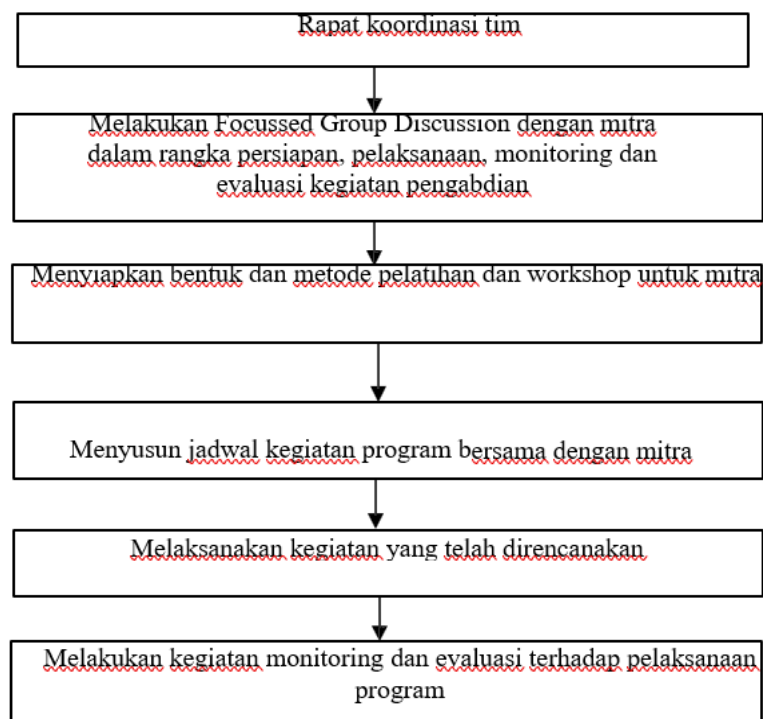 Rapat koordinasi tim
Melakukan Focussed Group Discussion dengan mitra
dalam rangka persiapan, pelaksanaan, monitoring dan
evaluasi kegiatan pengabdian
Menyiapkan bentuk dan metode pelatihan dan workshop untuk mitra
Menyusun jadwal kegiatan program bersama dengan mitra
Melaksanakan kegiatan yang telah direncanakan
Melakukan kegiatan monitoring dan evaluasi terhadap pelaksanaan
program